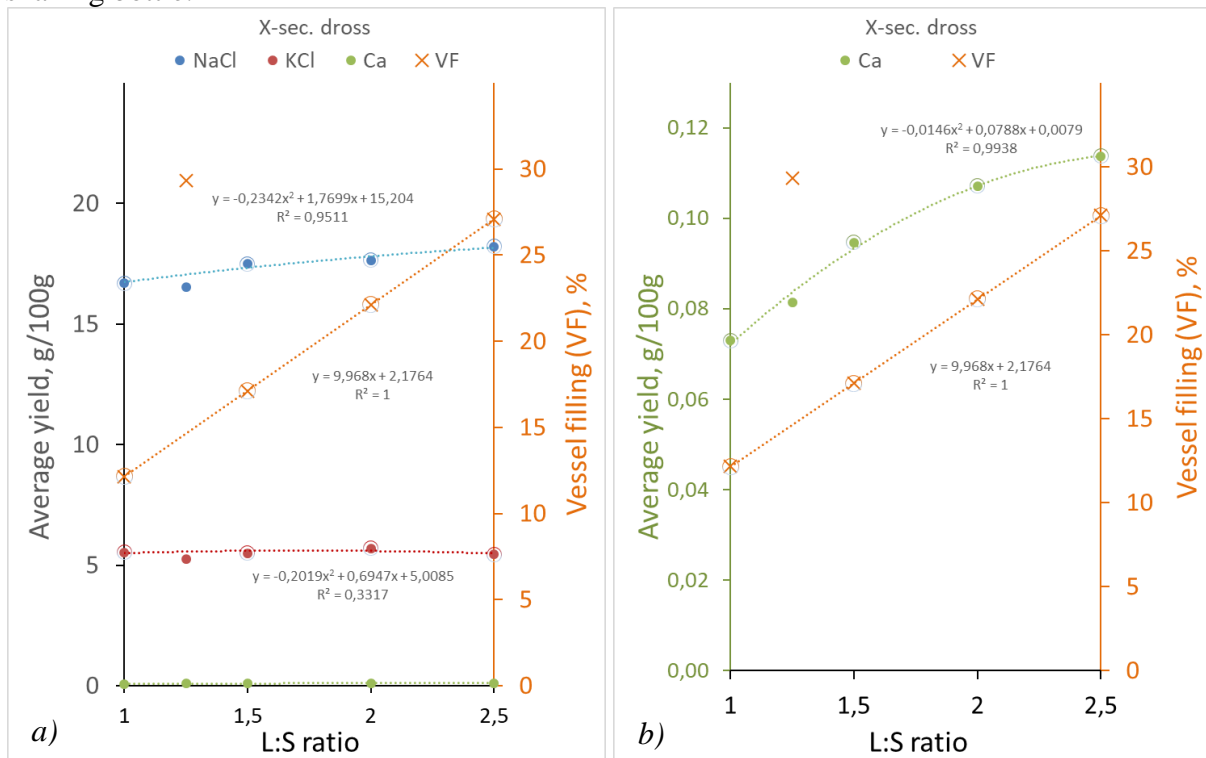 X-sec. dross
NaCl KCl Ca VF
Average yield, g/100g
20
15
10
5
0
y = -0,2342x² + 1,7699x + 15,204
R² = 0,9511
y = 9,968x + 2,1764
R² = 1
y = -0,2019x² + 0,6947x + 5,0085
R² = 0,3317
30
25
20
15
10
5
0
Vessel filling (VF), %
1 1,5 2 2,5
L:S ratio
a)
X-sec. dross
Ca VF
Average yield, g/100g
0,12
0,10
0,08
0,06
0,04
0,02
0,00
y = -0,0146x² + 0,0788x + 0,0079
R² = 0,9938
y = 9,968x + 2,1764
R² = 1
30
25
20
15
10
5
0
Vessel filling (VF), %
1 1,5 2 2,5
L:S ratio
b)